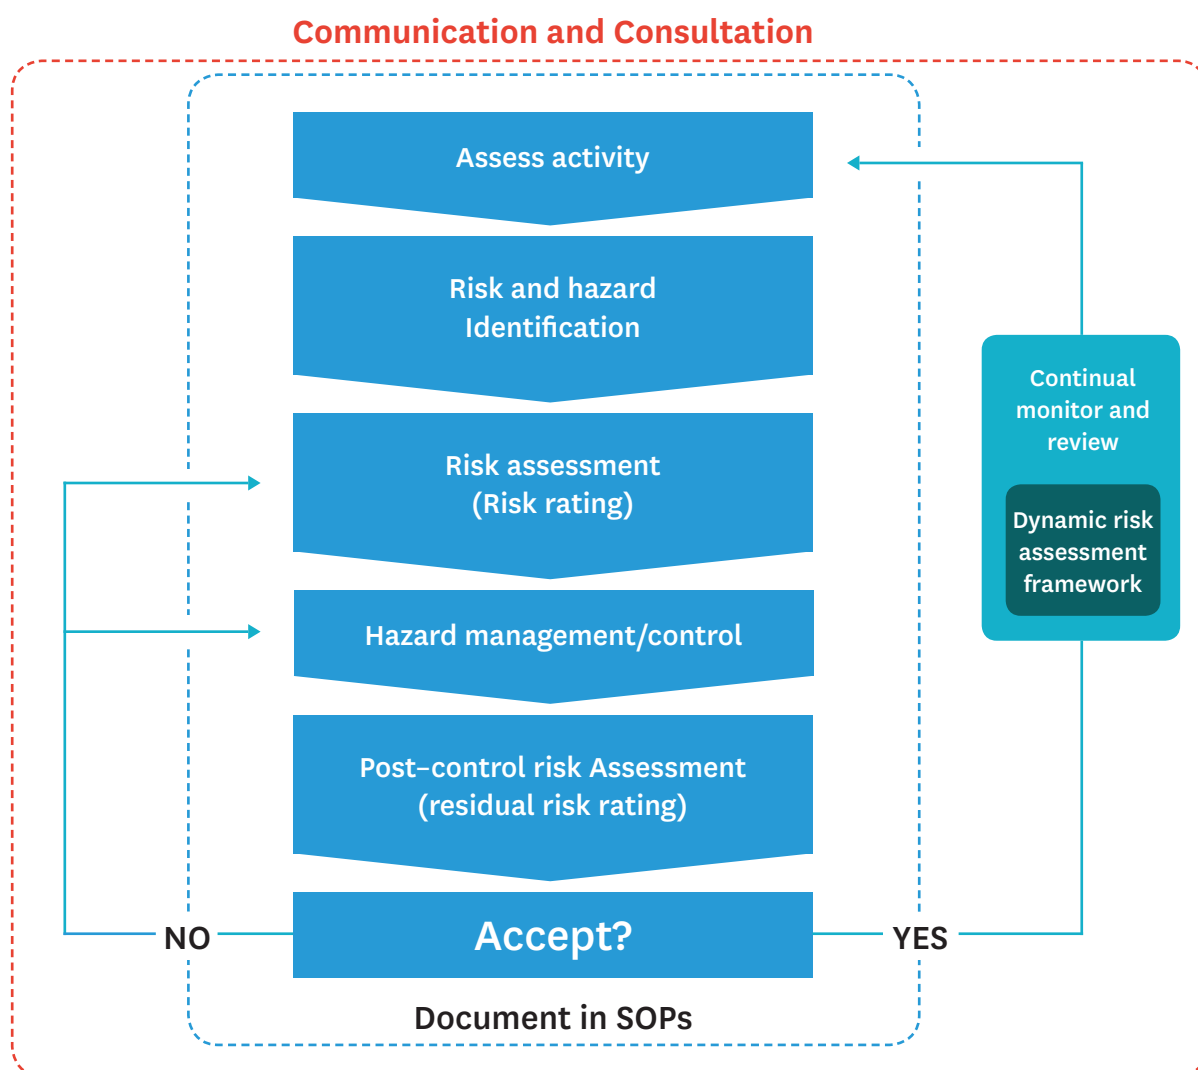 Communication and Consultation
Assess activity
Risk and hazard
Identification
Risk assessment
(Risk rating)
Hazard management/control
Post-control risk Assessment
(residual risk rating)
Accept?
NO
YES
Document in SOPs
Continual
monitor and
review
Dynamic risk
assessment
framework